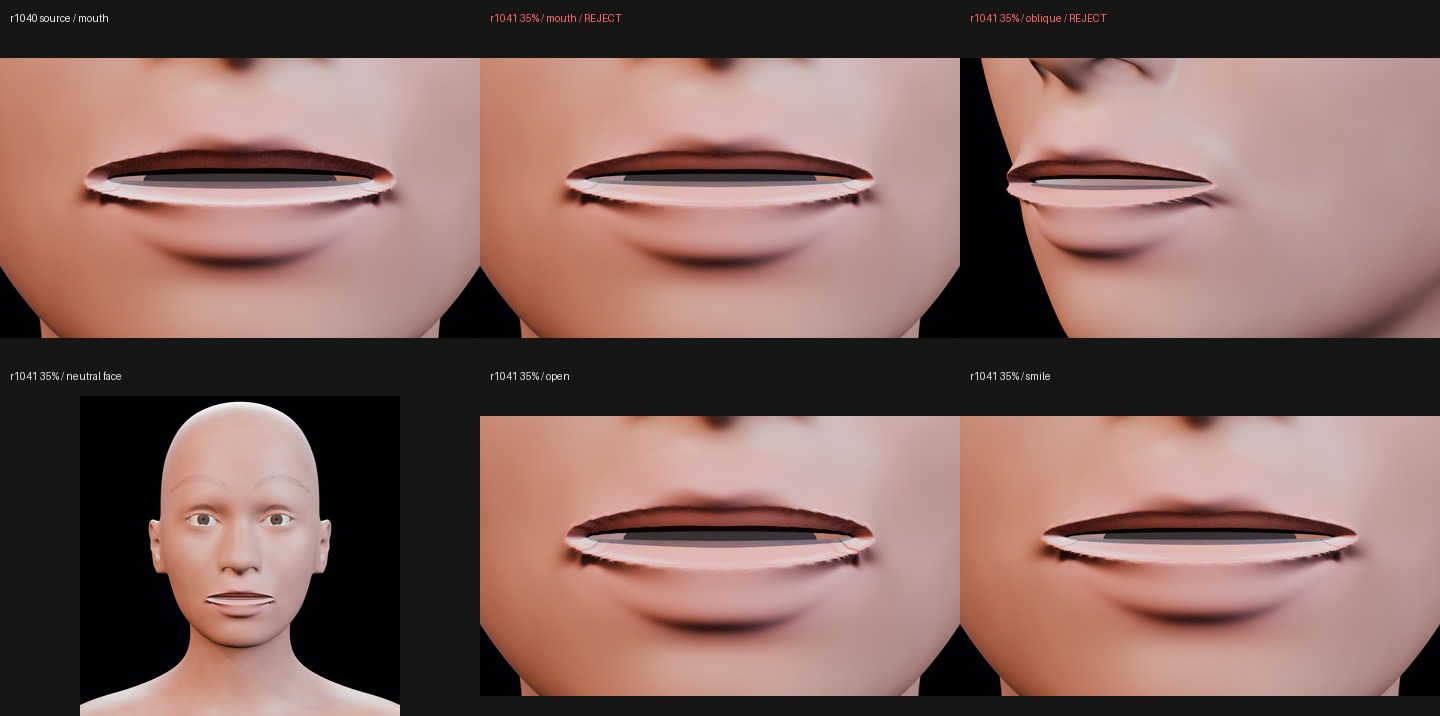 r1040 source / mouth
r1041 35% / mouth / REJECT
r1041 35% / oblique / REJECT
r1041 35% / neutral face
r1041 35% / open
r1041 35% / smile